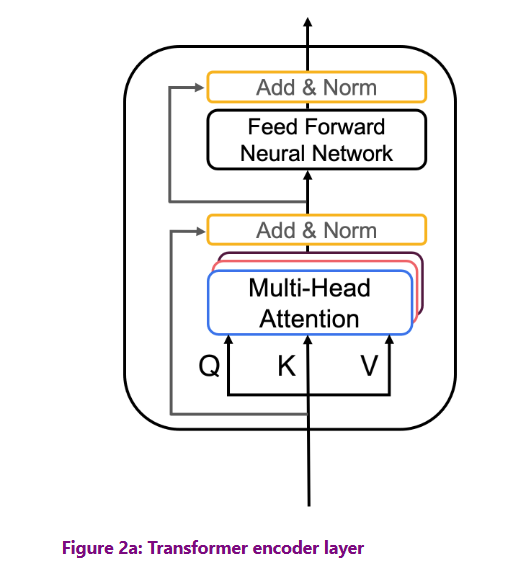 Add & Norm
Feed Forward
Neural Network
Add & Norm
Multi-Head
Attention
Q K V
Figure 2a: Transformer encoder layer